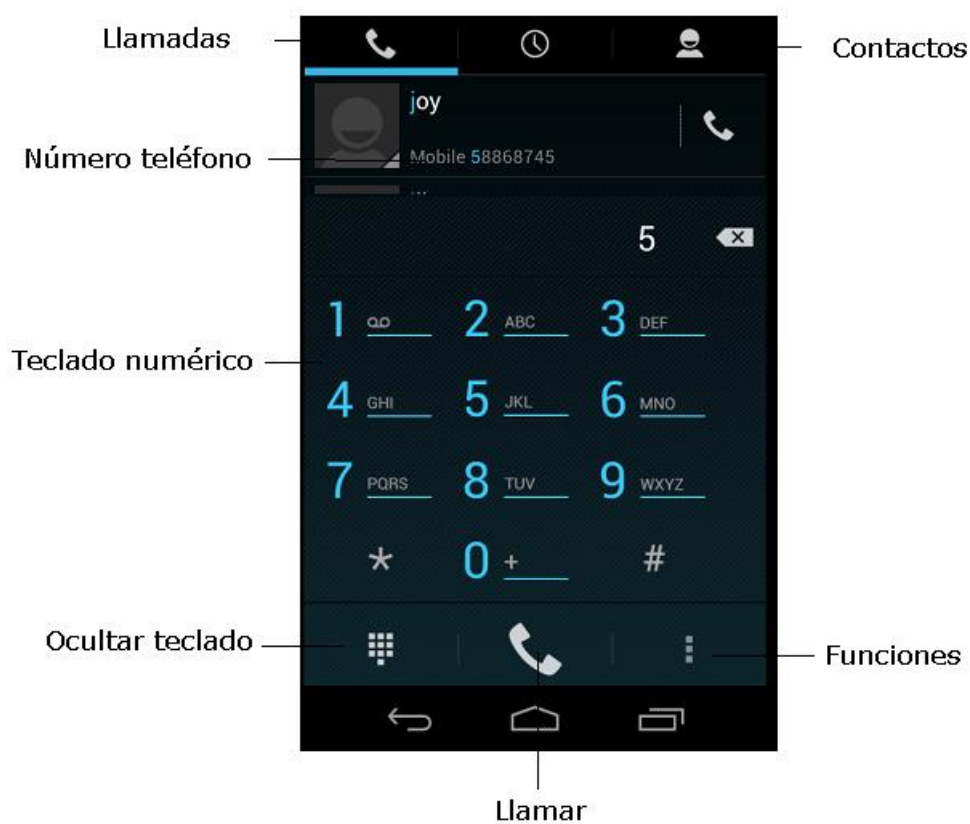 Llamadas
Contactos
joy
Número teléfono
Mobile 58868745
5
1
2 ABC
3 DEF
Teclado numérico
4 GHI
5 JKL
6 MNO
7 PQRS
8 TUV
9 WXYZ
*
0 +
#
Ocultar teclado
Funciones
Llamar